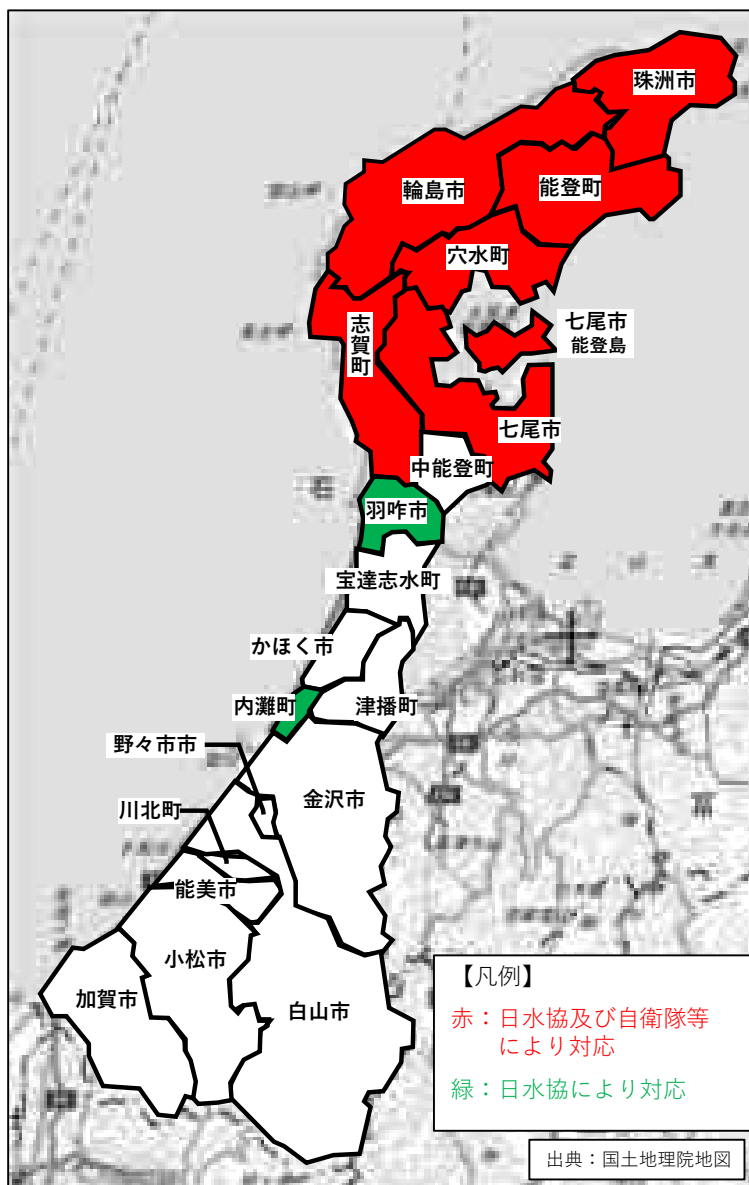 珠洲市
輪島市
能登町
穴水町
志賀町
七尾市
能登島
七尾市
中能登町
羽咋市
宝達志水町
かほく市
内灘町
津播町
野々市市
金沢市
川北町
能美市
小松市
加賀市
白山市
【凡例】
赤：日水協及び自衛隊等
により対応
緑：日水協により対応
出典：国土地理院地図